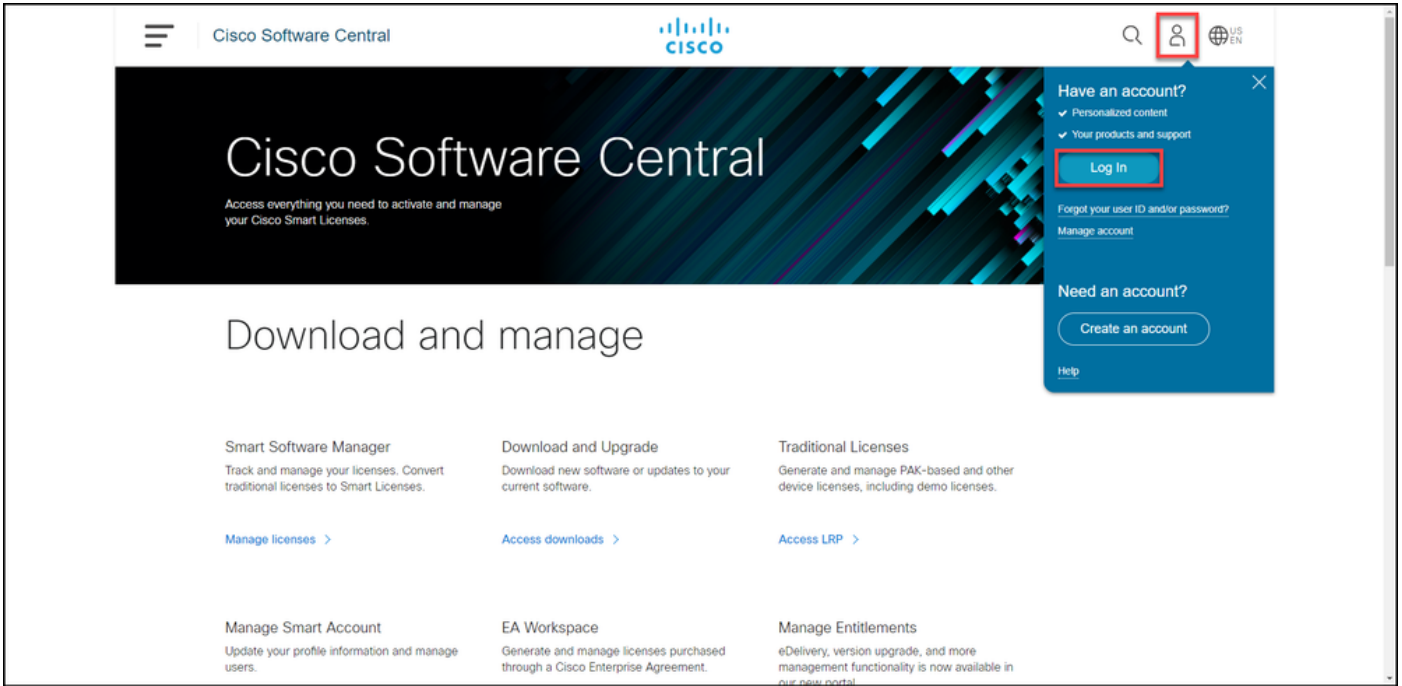 Cisco Software Central
CISCO
US
EN
Have an account?
Personalized content
Your products and support
Log In
Forgot your user ID and/or password?
Manage account
Need an account?
Create an account
Help
Cisco Software Central
Access everything you need to activate and manage
your Cisco Smart Licenses.
Download and manage
Smart Software Manager
Track and manage your licenses. Convert
traditional licenses to Smart Licenses.
Manage licenses
Download and Upgrade
Download new software or updates to your
current software.
Access downloads
Traditional Licenses
Generate and manage PAK-based and other
device licenses, including demo licenses.
Access LRP
Manage Smart Account
Update your profile information and manage
users.
EA Workspace
Generate and manage licenses purchased
through a Cisco Enterprise Agreement.
Manage Entitlements
eDelivery, version upgrade, and more
management functionality is now available in
our new portal